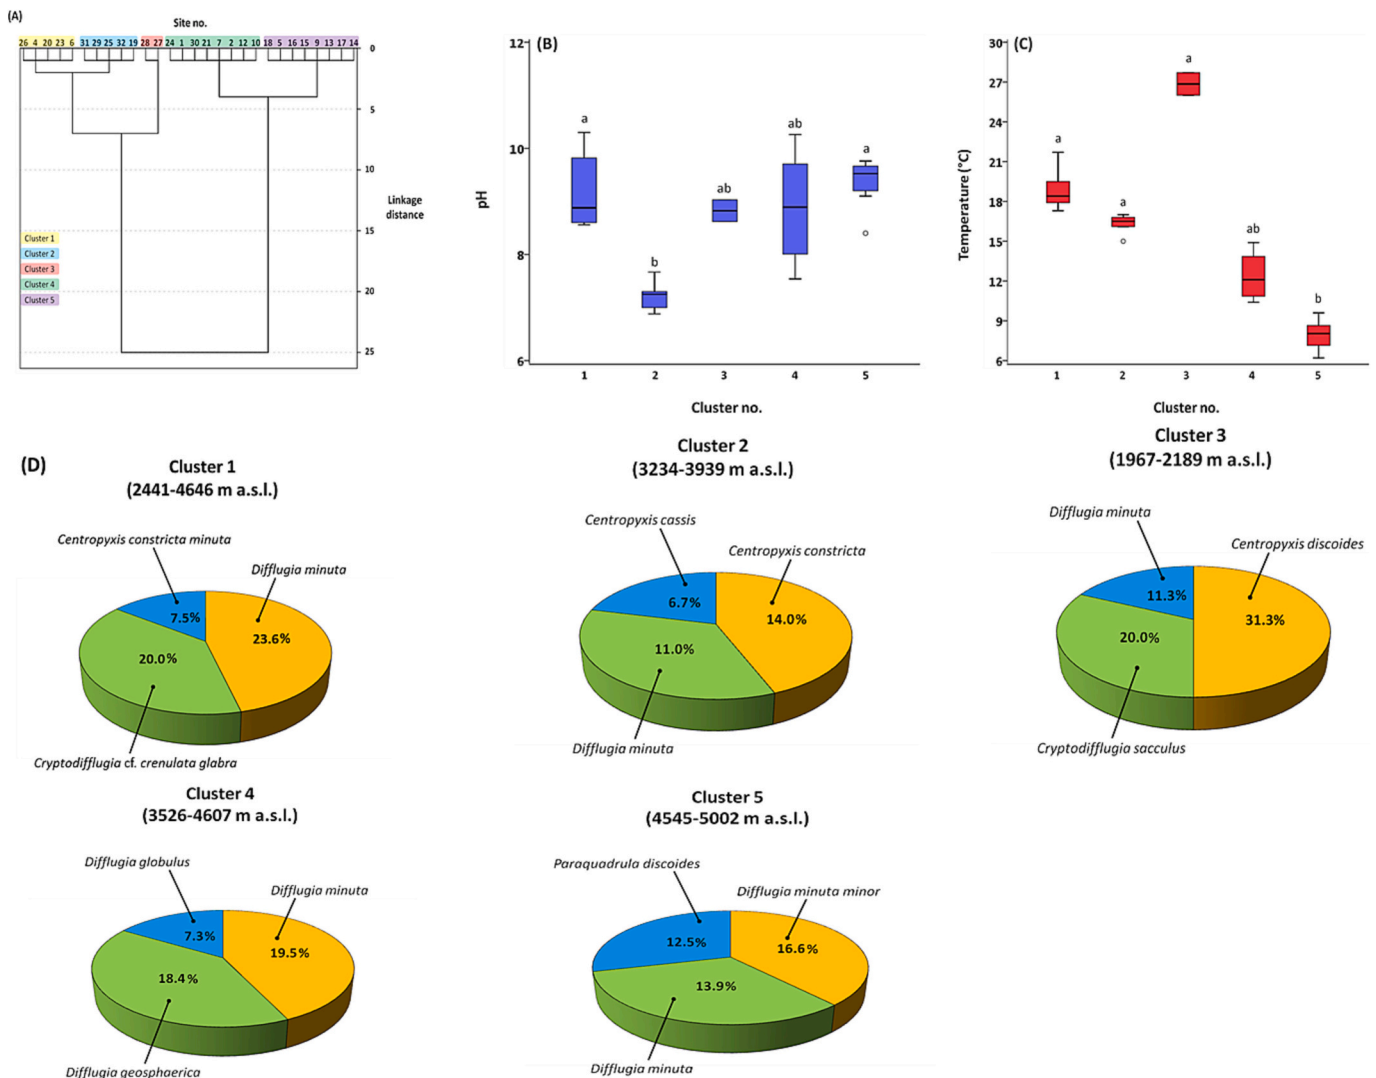 (A)
Site no.
26 4 20 23 6 31 29 25 32 19 28 27 24 1 30 21 7 2 12 10 18 5 16 15 9 13 17 14
0
5
10
15
20
25
Linkage
distance
Cluster 1
Cluster 2
Cluster 3
Cluster 4
Cluster 5
(B)
12
10
8
6
pH
a
b
ab
ab
a
1 2 3 4 5
Cluster no.
(C)
30
27
24
21
18
15
12
9
6
Temperature (°C)
a
a
a
ab
b
1 2 3 4 5
Cluster no.
(D)
Cluster 1
(2441-4646 m a.s.l.)
Centropyxis constricta minuta
Difflugia minuta
7.5%
23.6%
20.0%
Cryptodifflugia cf. crenulata glabra
Cluster 2
(3234-3939 m a.s.l.)
Centropyxis cassis
Centropyxis constricta
6.7%
14.0%
11.0%
Difflugia minuta
Cluster 3
(1967-2189 m a.s.l.)
Difflugia minuta
Centropyxis discoides
11.3%
31.3%
20.0%
Cryptodifflugia sacculus
Cluster 4
(3526-4607 m a.s.l.)
Difflugia globulus
Difflugia minuta
7.3%
19.5%
18.4%
Difflugia geosphaerica
Cluster 5
(4545-5002 m a.s.l.)
Paraquadrula discoides
Difflugia minuta minor
12.5%
16.6%
13.9%
Difflugia minuta